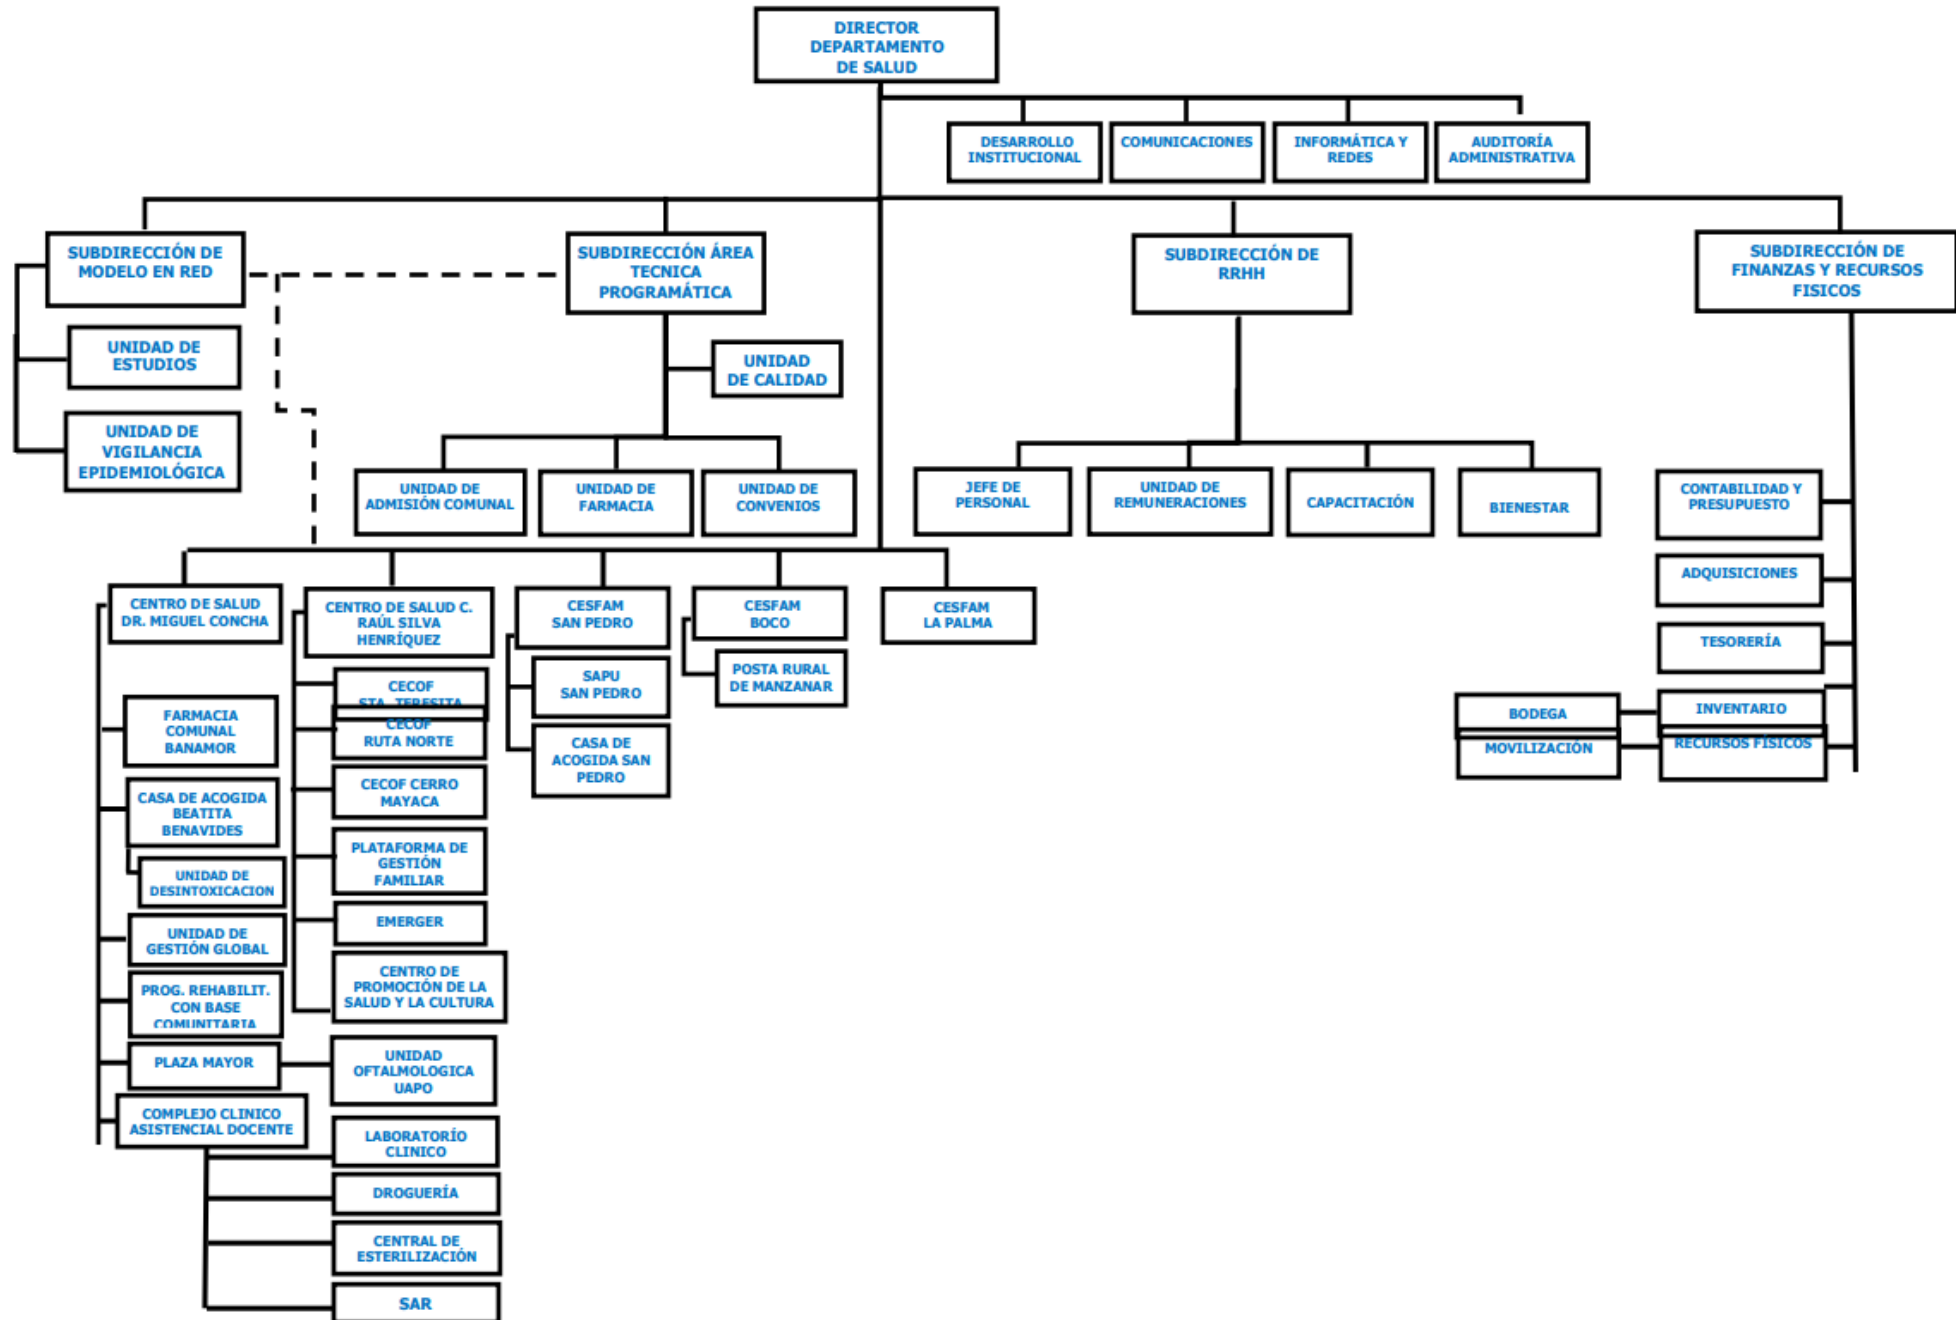 DIRECTOR
DEPARTAMENTO
DE SALUD
DESARROLLO
INSTITUCIONAL
COMUNICACIONES
INFORMÁTICA Y
REDES
AUDITORÍA
ADMINISTRATIVA
SUBDIRECCIÓN DE
MODELO EN RED
SUBDIRECCIÓN ÁREA
TECNICA
PROGRAMÁTICA
SUBDIRECCIÓN DE
RRHH
SUBDIRECCIÓN DE
FINANZAS Y RECURSOS
FISICOS
UNIDAD DE
ESTUDIOS
UNIDAD DE
VIGILANCIA
EPIDEMIOLÓGICA
UNIDAD
DE CALIDAD
UNIDAD DE
ADMISIÓN COMUNAL
UNIDAD DE
FARMACIA
UNIDAD DE
CONVENIOS
JEFE DE
PERSONAL
UNIDAD DE
REMUNERACIONES
CAPACITACIÓN
BIENESTAR
CONTABILIDAD Y
PRESUPUESTO
ADQUISICIONES
TESORERÍA
INVENTARIO
BODEGA
RECURSOS FÍSICOS
MOVILIZACIÓN
CENTRO DE SALUD
DR. MIGUEL CONCHA
CENTRO DE SALUD C.
RAÚL SILVA
HENRÍQUEZ
CESFAM
SAN PEDRO
CESFAM
BOCO
CESFAM
LA PALMA
FARMACIA
COMUNAL
BANAMOR
CASA DE ACOGIDA
BEATITA
BENAVIDES
UNIDAD DE
DESINTOXICACION
UNIDAD DE
GESTIÓN GLOBAL
PROG. REHABILIT.
CON BASE
COMUNITARIA
PLAZA MAYOR
COMPLEJO CLINICO
ASISTENCIAL DOCENTE
CECOF
STA. TERESITA
CECOF
RUTA NORTE
CECOF CERRO
MAYACA
PLATAFORMA DE
GESTIÓN
FAMILIAR
EMERGER
CENTRO DE
PROMOCIÓN DE LA
SALUD Y LA CULTURA
UNIDAD
OFTALMOLOGICA
UAPO
LABORATORÍO
CLINICO
DROGUERÍA
CENTRAL DE
ESTERILIZACIÓN
SAR
SAPU
SAN PEDRO
CASA DE
ACOGIDA SAN
PEDRO
POSTA RURAL
DE MANZANAR